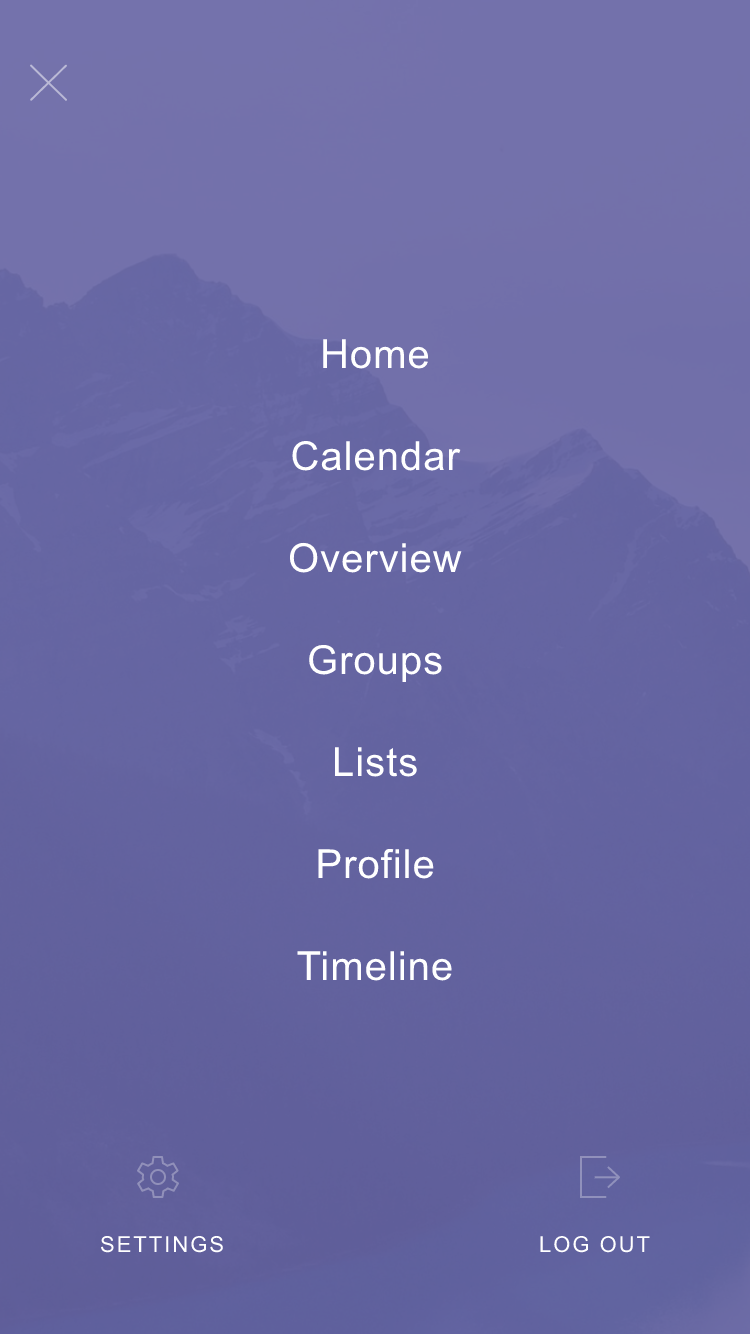 Home
Calendar
Overview
Groups
Lists
Profile
Timeline
SETTINGS
LOG OUT